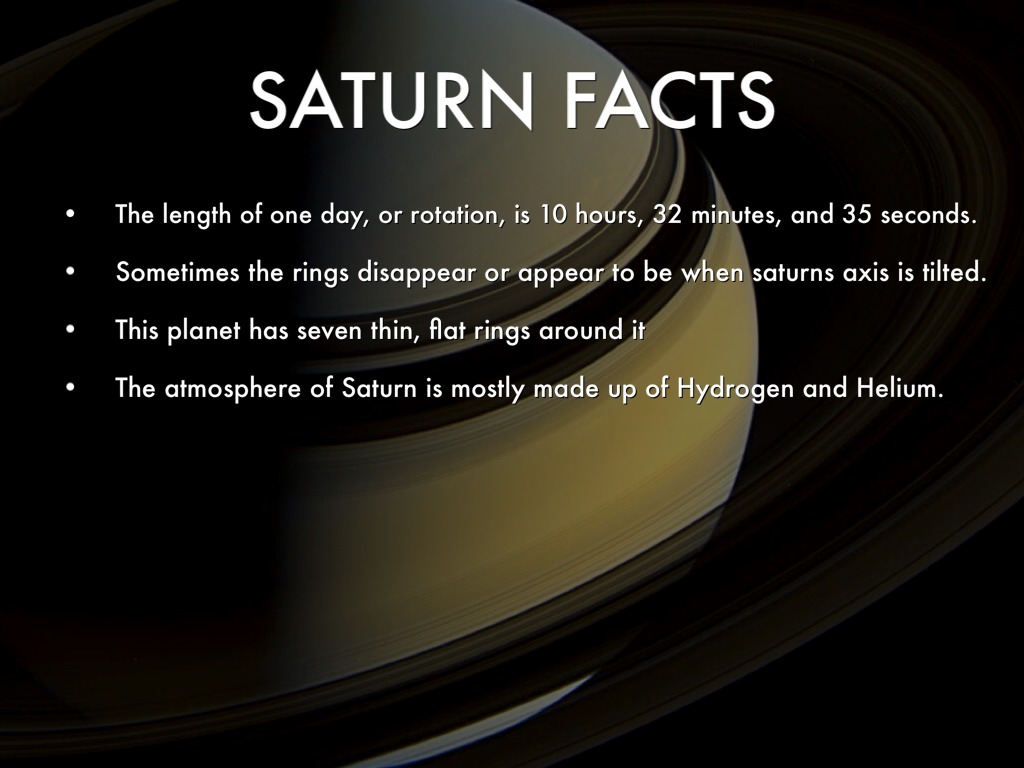 SATURN FACTS
• The length of one day, or rotation, is 10 hours, 32 minutes, and 35 seconds.
• Sometimes the rings disappear or appear to be when saturns axis is tilted.
• This planet has seven thin, flat rings around it
• The atmosphere of Saturn is mostly made up of Hydrogen and Helium.